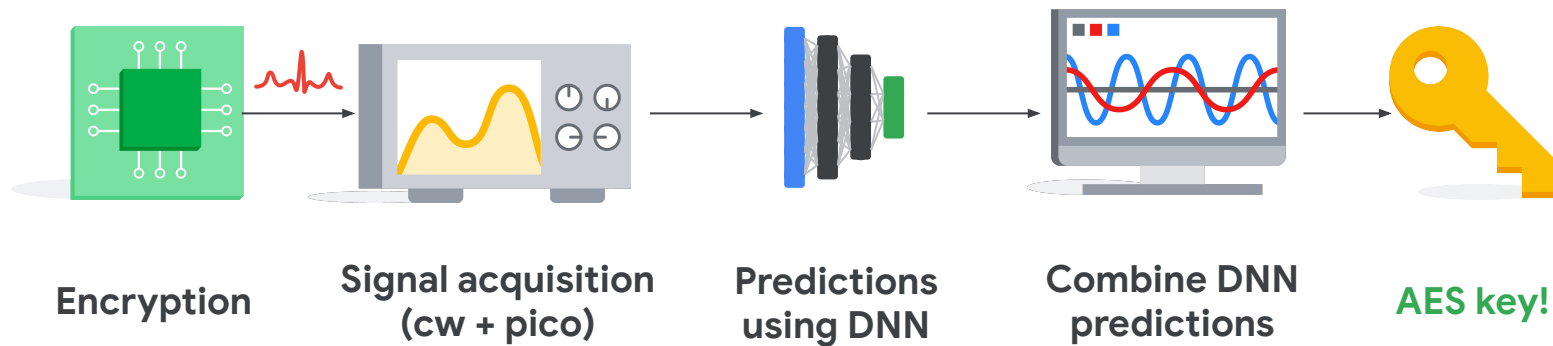 Encryption
Signal acquisition
(cw + pico)
Predictions
using DNN
Combine DNN
predictions
AES key!